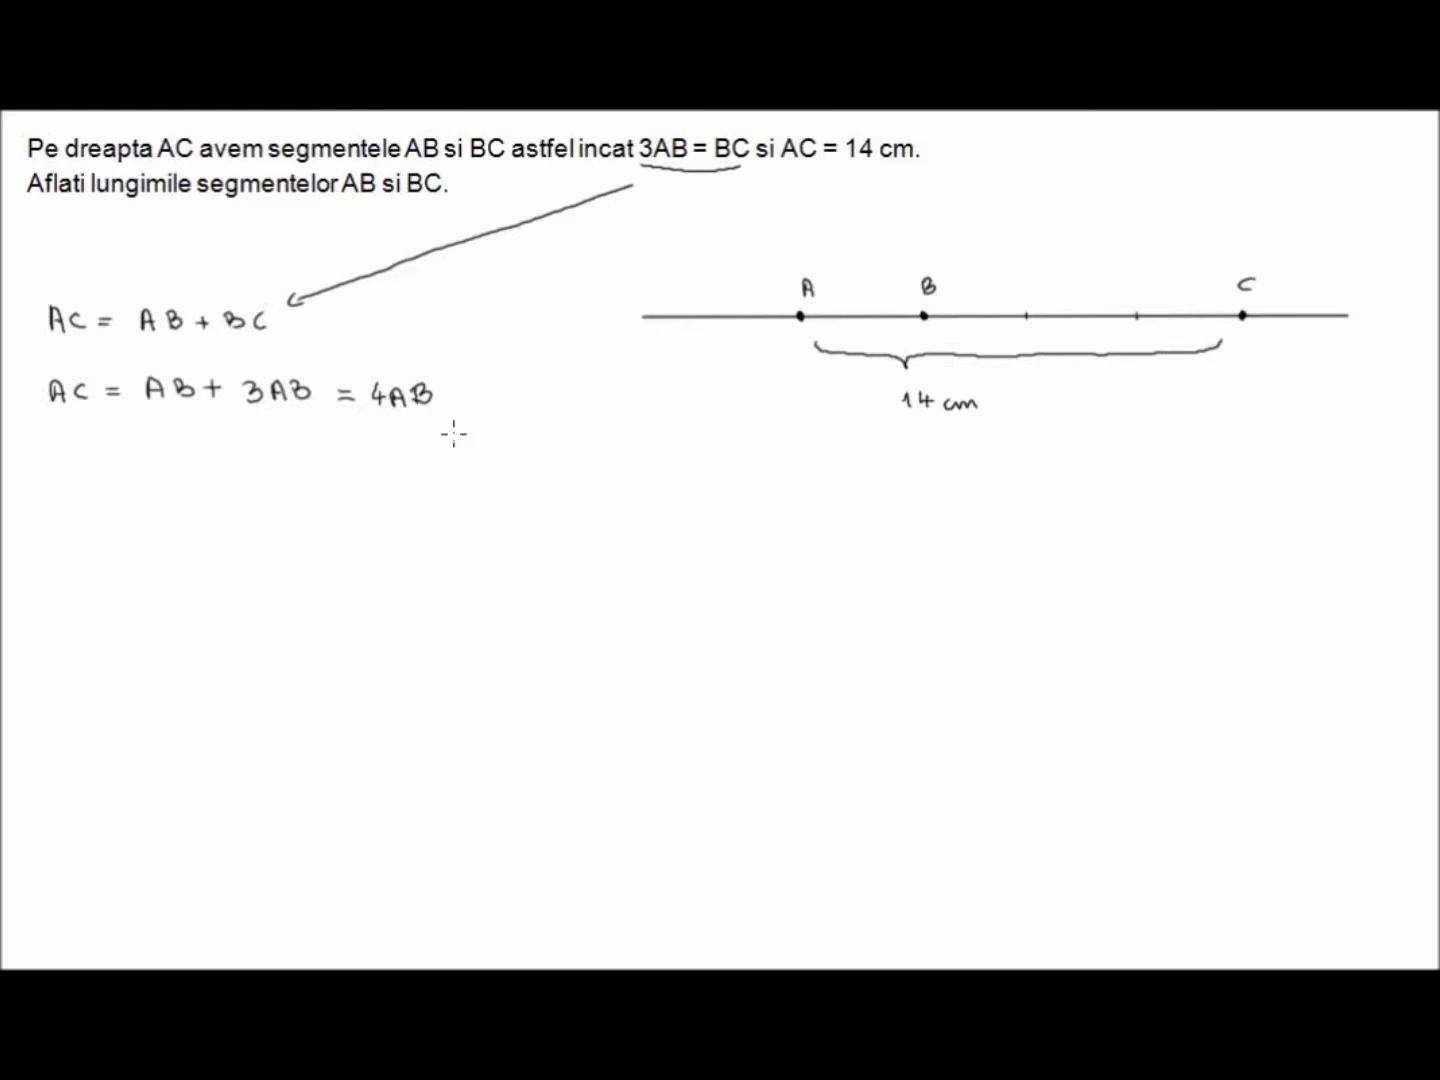 Pe dreapta AC avem segmentele AB si BC astfel incat 3AB = BC si AC = 14 cm.
Aflati lungimile segmentelor AB si BC.
A B C
AC = AB + BC
AC = AB + 3AB = 4AB
14 cm